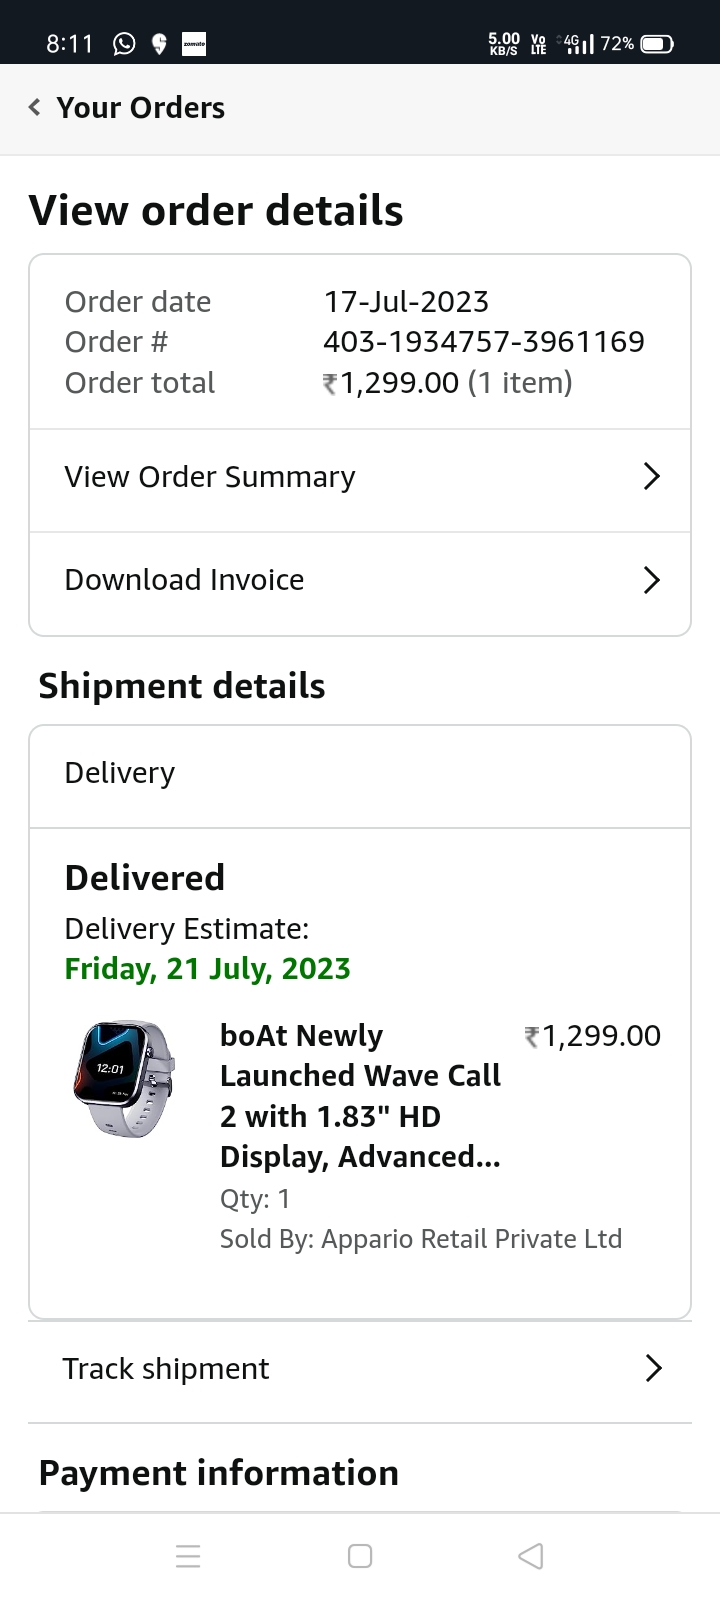 8:11 zomato 5.00 KB/S Vo LTE 4G 72%
Your Orders
View order details
Order date 17-Jul-2023
Order # 403-1934757-3961169
Order total ₹1,299.00 (1 item)
View Order Summary
Download Invoice
Shipment details
Delivery
Delivered
Delivery Estimate:
Friday, 21 July, 2023
12:01
boAt Newly ₹1,299.00
Launched Wave Call
2 with 1.83" HD
Display, Advanced...
Qty: 1
Sold By: Appario Retail Private Ltd
Track shipment
Payment information